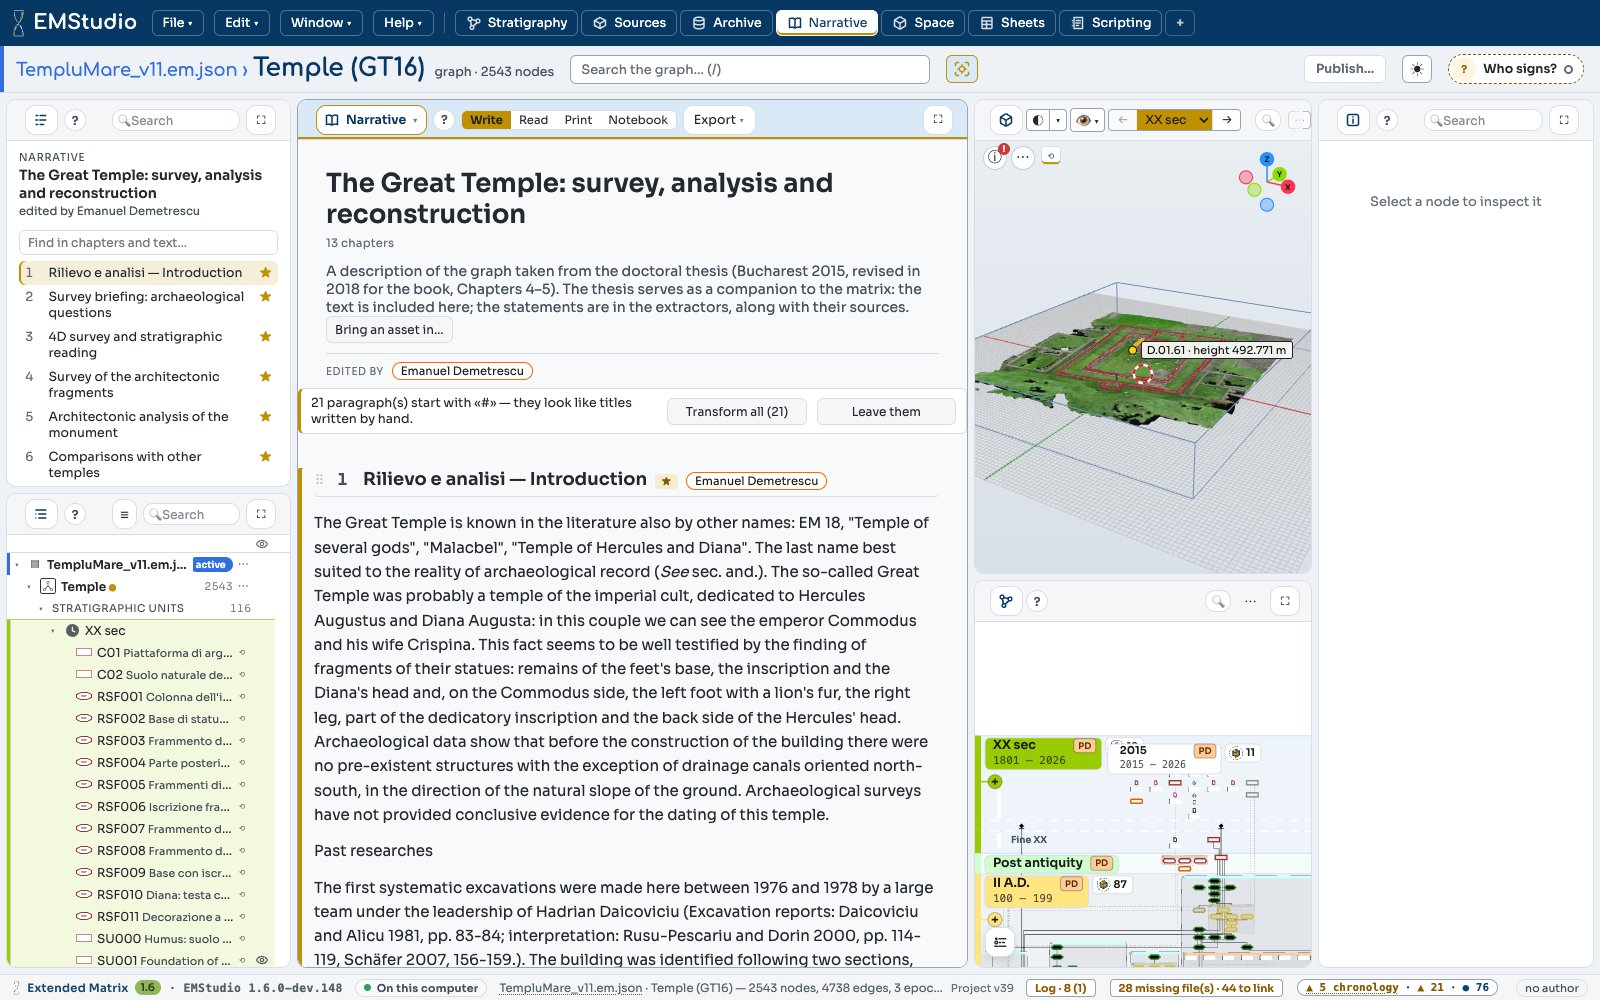 EMStudio File Edit Window Help Stratigraphy Sources Archive Narrative Space Sheets Scripting +
TempluMare_v11.em.json › Temple (GT16) graph · 2543 nodes Search the graph... (/) Publish... ? Who signs?
? Search
NARRATIVE
The Great Temple: survey, analysis
and reconstruction
edited by Emanuel Demetrescu
Find in chapters and text...
1 Rilievo e analisi — Introduction
2 Survey briefing: archaeological
questions
3 4D survey and stratigraphic
reading
4 Survey of the architectonic
fragments
5 Architectonic analysis of the
monument
6 Comparisons with other
temples
? Search
TempluMare_v11.em.j... active
Temple 2543
STRATIGRAPHIC UNITS 116
XX sec
C01 Piattaforma di arg...
C02 Suolo naturale de...
RSF001 Colonna dell'i...
RSF002 Base di statu...
RSF003 Frammento d...
RSF004 Parte posteri...
RSF005 Frammenti di...
RSF006 Iscrizione fra...
RSF007 Frammento d...
RSF008 Frammento d...
RSF009 Base con iscr...
RSF010 Diana: testa c...
RSF011 Decorazione a ...
SU000 Humus: suolo ...
SU001 Foundation of ...
Narrative ? Write Read Print Notebook Export
The Great Temple: survey, analysis and
reconstruction
13 chapters
A description of the graph taken from the doctoral thesis (Bucharest 2015, revised in
2018 for the book, Chapters 4–5). The thesis serves as a companion to the matrix: the
text is included here; the statements are in the extractors, along with their sources.
Bring an asset in...
EDITED BY Emanuel Demetrescu
21 paragraph(s) start with «#» — they look like titles
written by hand.
Transform all (21) Leave them
1 Rilievo e analisi — Introduction Emanuel Demetrescu
The Great Temple is known in the literature also by other names: EM 18, "Temple of
several gods", "Malacbel", "Temple of Hercules and Diana". The last name best
suited to the reality of archaeological record (See sec. and.). The so-called Great
Temple was probably a temple of the imperial cult, dedicated to Hercules
Augustus and Diana Augusta: in this couple we can see the emperor Commodus
and his wife Crispina. This fact seems to be well testified by the finding of
fragments of their statues: remains of the feet's base, the inscription and the
Diana's head and, on the Commodus side, the left foot with a lion's fur, the right
leg, part of the dedicatory inscription and the back side of the Hercules' head.
Archaeological data show that before the construction of the building there were
no pre-existent structures with the exception of drainage canals oriented north-
south, in the direction of the natural slope of the ground. Archaeological surveys
have not provided conclusive evidence for the dating of this temple.
Past researches
The first systematic excavations were made here between 1976 and 1978 by a large
team under the leadership of Hadrian Daicoviciu (Excavation reports: Daicoviciu
and Alicu 1981, pp. 83-84; interpretation: Rusu-Pescariu and Dorin 2000, pp. 114-
119, Schäfer 2007, 156-159.). The building was identified following two sections,
XX sec
Z
Y
X
D.01.61 · height 492.771 m
?
XX sec PD
1801 — 2026
2015 PD 11
2015 — 2026
Fine XX
Post antiquity PD
II A.D. PD 87
100 — 199
? Search
Select a node to inspect it
Extended Matrix 1.6 · EMStudio 1.6.0-dev.148 On this computer TempluMare_v11.em.json · Temple (GT16) — 2543 nodes, 4738 edges, 3 epoc... Project v39 Log · 8 (1) 28 missing file(s) · 44 to link ▲ 5 chronology · ▲ 21 · ● 76 no author